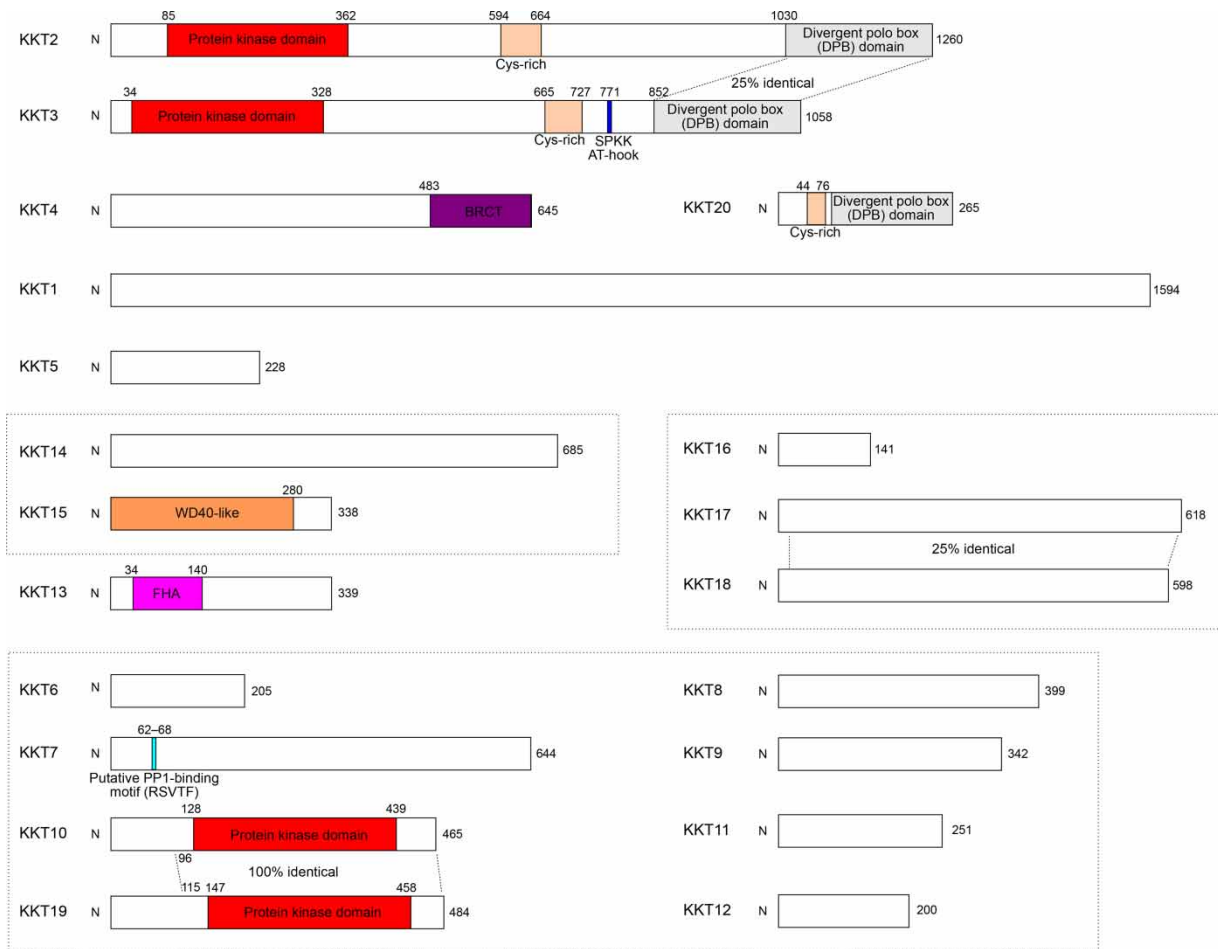 85 362 594 664 1030
KKT2 N Protein kinase domain Divergent polo box 1260
(DPB) domain
Cys-rich
25% identical
34 328 665 727 771 852
KKT3 N Protein kinase domain Divergent polo box 1058
(DPB) domain
Cys-rich SPKK
AT-hook
483 44 76
KKT4 N BRCT 645 KKT20 N Divergent polo box 265
(DPB) domain
Cys-rich
KKT1 N 1594
KKT5 N 228
KKT14 N 685
KKT16 N 141
280
KKT15 N WD40-like 338
KKT17 N 618
25% identical
34 140
KKT13 N FHA 339
KKT18 N 598
KKT6 N 205
KKT8 N 399
62–68
KKT7 N 644
KKT9 N 342
Putative PP1-binding
motif (RSVTF)
128 439
KKT10 N Protein kinase domain 465
KKT11 N 251
96
100% identical
115 147 458
KKT19 N Protein kinase domain 484
KKT12 N 200